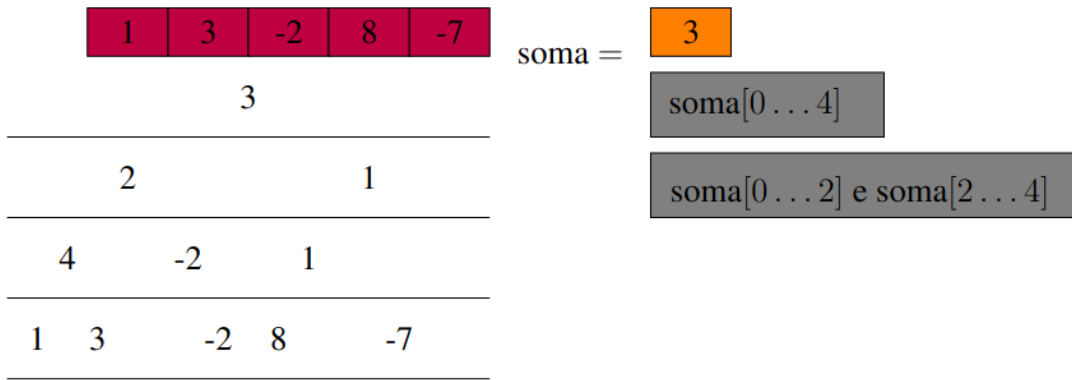 1 3 -2 8 -7
soma = 3
3
soma[0 … 4]
2 1
soma[0 … 2] e soma[2 … 4]
4 -2 1
1 3 -2 8 -7